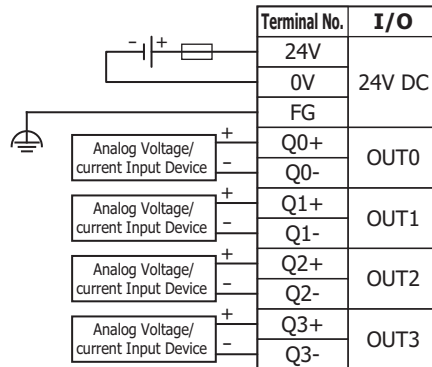 Terminal No. I/O
- + 24V
0V 24V DC
FG
Analog Voltage/
current Input Device
+ Q0+
- Q0-
OUT0
Analog Voltage/
current Input Device
+ Q1+
- Q1-
OUT1
Analog Voltage/
current Input Device
+ Q2+
- Q2-
OUT2
Analog Voltage/
current Input Device
+ Q3+
- Q3-
OUT3